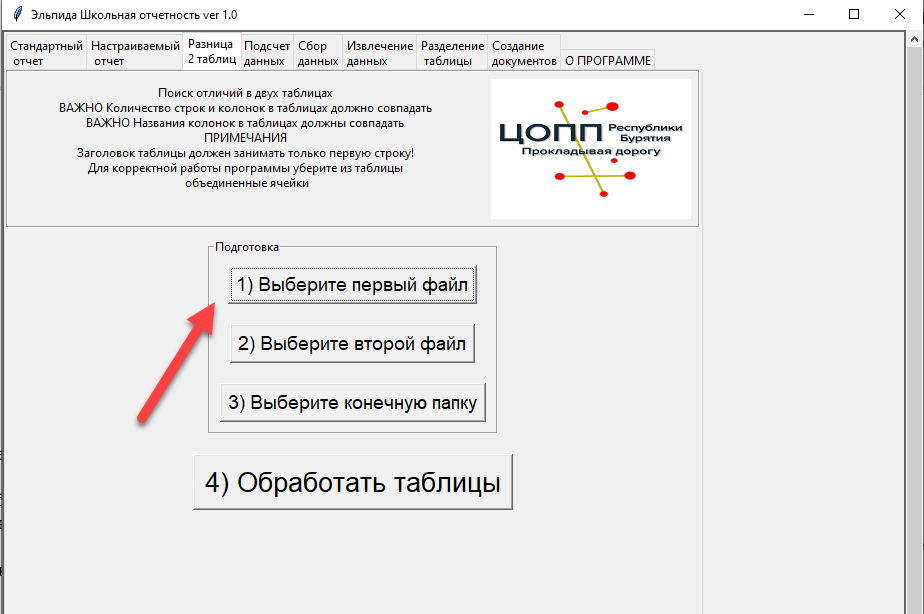 Эльпида Школьная отчетность ver 1.0
Стандартный отчет
Настраиваемый отчет
Разница 2 таблиц
Подсчет данных
Сбор данных
Извлечение данных
Разделение таблицы
Создание документов
О ПРОГРАММЕ
Поиск отличий в двух таблицах
ВАЖНО Количество строк и колонок в таблицах должно совпадать
ВАЖНО Названия колонок в таблицах должны совпадать
ПРИМЕЧАНИЯ
Заголовок таблицы должен занимать только первую строку!
Для корректной работы программы уберите из таблицы
объединенные ячейки
ЦОПП Республики
Бурятия
Прокладывая дорогу
Подготовка
1) Выберите первый файл
2) Выберите второй файл
3) Выберите конечную папку
4) Обработать таблицы